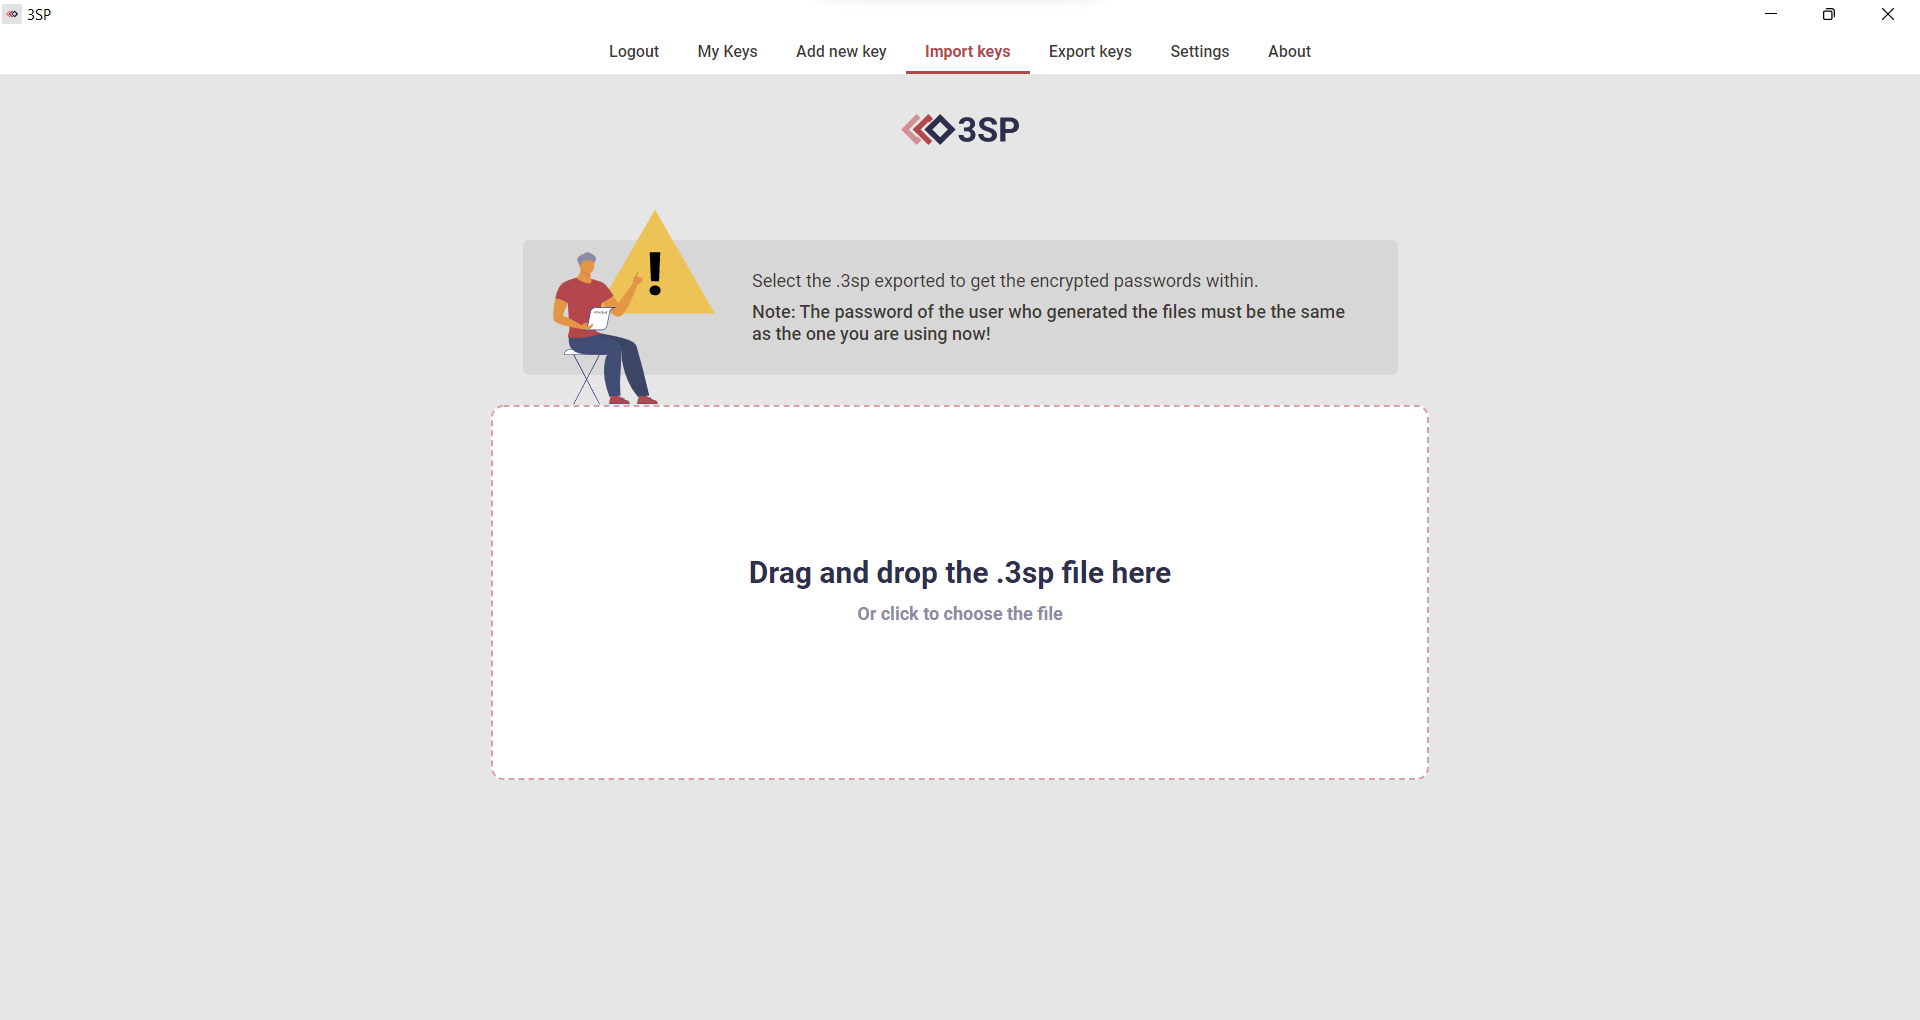 3SP
Logout My Keys Add new key Import keys Export keys Settings About
3SP
!
Select the .3sp exported to get the encrypted passwords within.
Note: The password of the user who generated the files must be the same
as the one you are using now!
Drag and drop the .3sp file here
Or click to choose the file